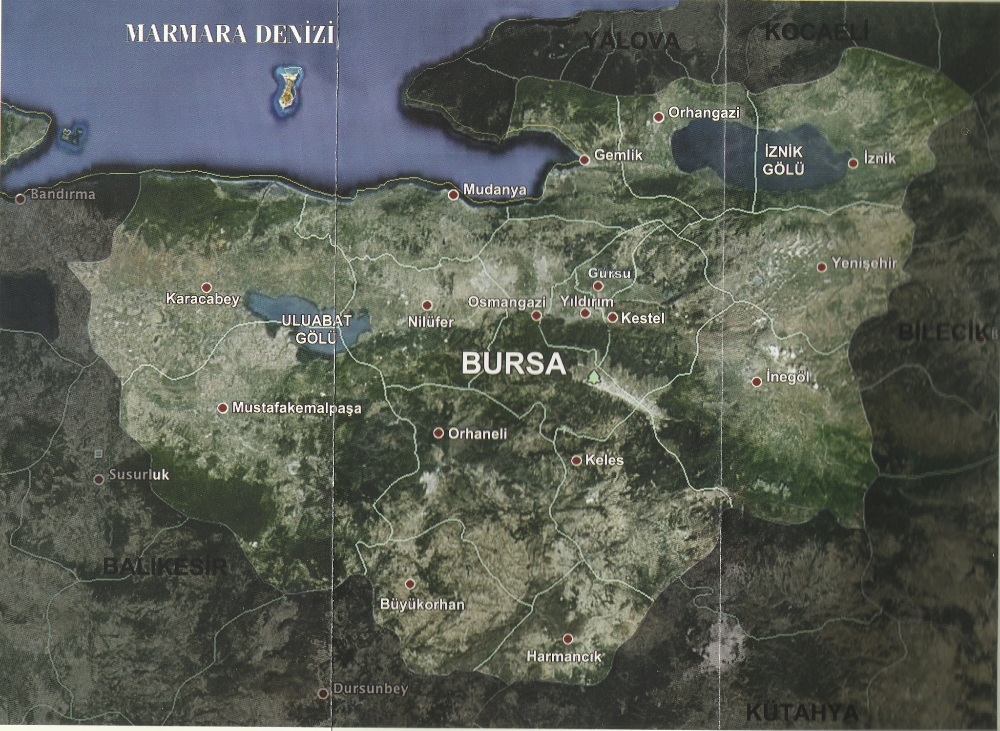 MARMARA DENİZİ
YALOVA
KOCAELİ
Orhangazi
Gemlik
İZNİK
GÖLÜ
İznik
Bandırma
Mudanya
Yenişehir
Gürsu
Karacabey
Osmangazi
Yıldırım
Kestel
ULUABAT
GÖLÜ
Nilüfer
BİLECİK
BURSA
İnegöl
Mustafakemalpaşa
Orhaneli
Keles
Susurluk
BALIKESİR
Büyükorhan
Harmancık
Dursunbey
KÜTAHYA